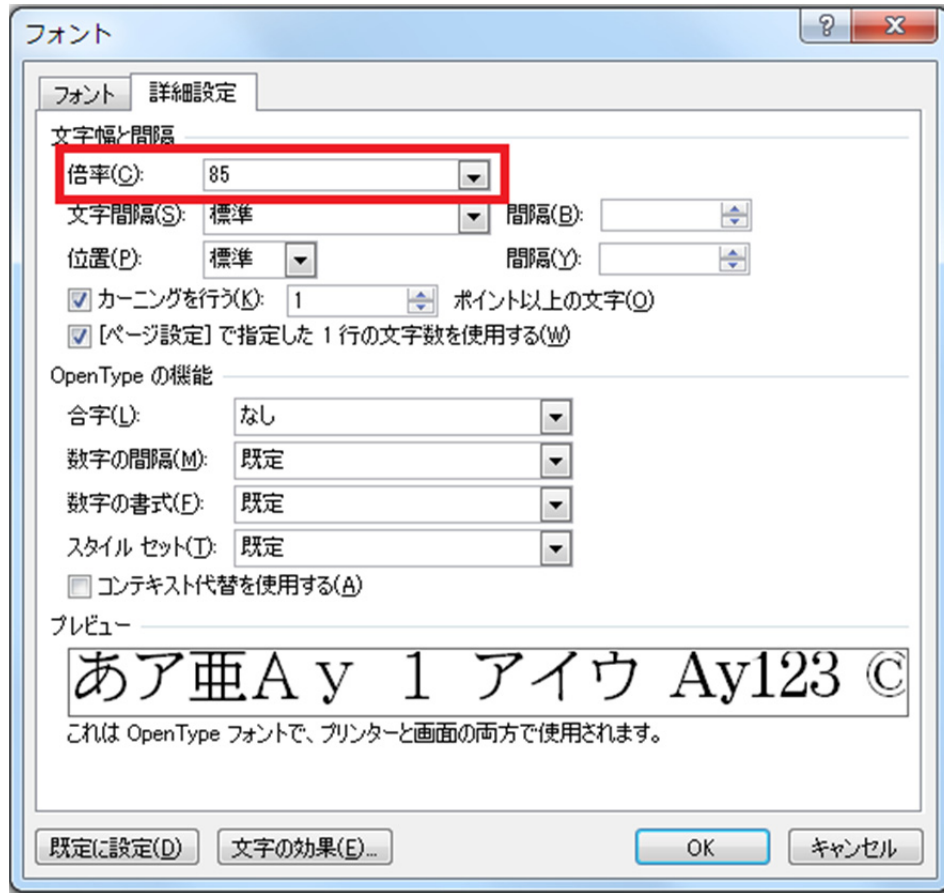 フォント
フォント 詳細設定
文字幅と間隔
倍率(C): 85
文字間隔(S): 標準 間隔(B):
位置(P): 標準 間隔(Y):
カーニングを行う(K): 1 ポイント以上の文字(O)
[ページ設定] で指定した 1 行の文字数を使用する(W)
OpenType の機能
合字(L): なし
数字の間隔(M): 既定
数字の書式(F): 既定
スタイル セット(T): 既定
コンテキスト代替を使用する(A)
プレビュー
あア亜Ａｙ １ アイウ Ay123 ©
これは OpenType フォントで、プリンターと画面の両方で使用されます。
既定に設定(D) 文字の効果(E)... OK キャンセル